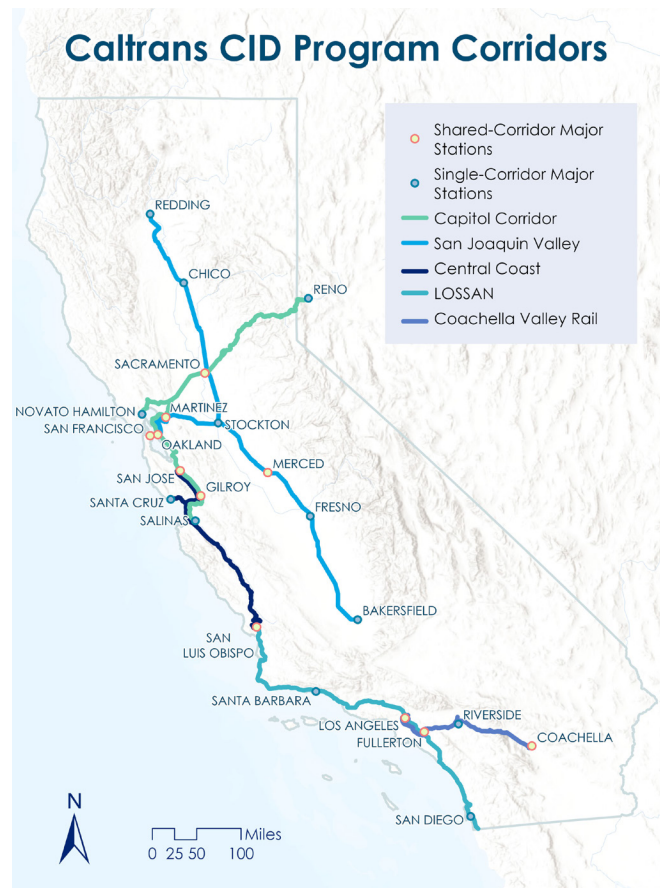 Caltrans CID Program Corridors
Shared-Corridor Major
Stations
Single-Corridor Major
Stations
Capitol Corridor
San Joaquin Valley
Central Coast
LOSSAN
Coachella Valley Rail
REDDING
CHICO
RENO
SACRAMENTO
NOVATO HAMILTON
MARTINEZ
SAN FRANCISCO
STOCKTON
OAKLAND
MERCED
SAN JOSE
GILROY
SANTA CRUZ
FRESNO
SALINAS
BAKERSFIELD
SAN
LUIS OBISPO
SANTA BARBARA
LOS ANGELES
RIVERSIDE
FULLERTON
COACHELLA
SAN DIEGO
N
Miles
0 25 50 100